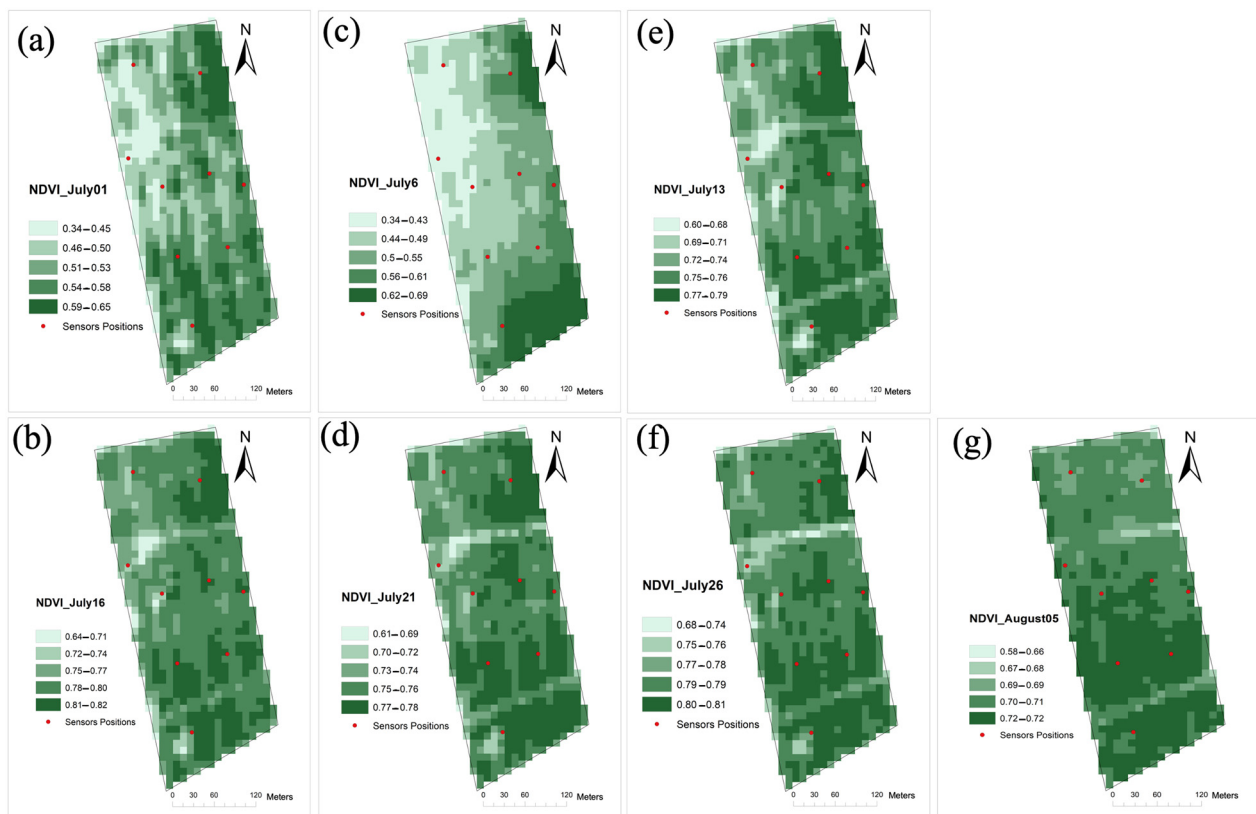 (a)
N
NDVI_July01
0.34–0.45
0.46–0.50
0.51–0.53
0.54–0.58
0.59–0.65
Sensors Positions
0 30 60 120 Meters
(c)
N
NDVI_July6
0.34–0.43
0.44–0.49
0.5–0.55
0.56–0.61
0.62–0.69
Sensors Positions
0 30 60 120 Meters
(e)
N
NDVI_July13
0.60–0.68
0.69–0.71
0.72–0.74
0.75–0.76
0.77–0.79
Sensors Positions
0 30 60 120 Meters
(b)
N
NDVI_July16
0.64–0.71
0.72–0.74
0.75–0.77
0.78–0.80
0.81–0.82
Sensors Positions
0 30 60 120 Meters
(d)
N
NDVI_July21
0.61–0.69
0.70–0.72
0.73–0.74
0.75–0.76
0.77–0.78
Sensors Positions
0 30 60 120 Meters
(f)
N
NDVI_July26
0.68–0.74
0.75–0.76
0.77–0.78
0.79–0.79
0.80–0.81
Sensors Positions
0 30 60 120 Meters
(g)
N
NDVI_August05
0.58–0.66
0.67–0.68
0.69–0.69
0.70–0.71
0.72–0.72
Sensors Positions
0 30 60 120 Meters